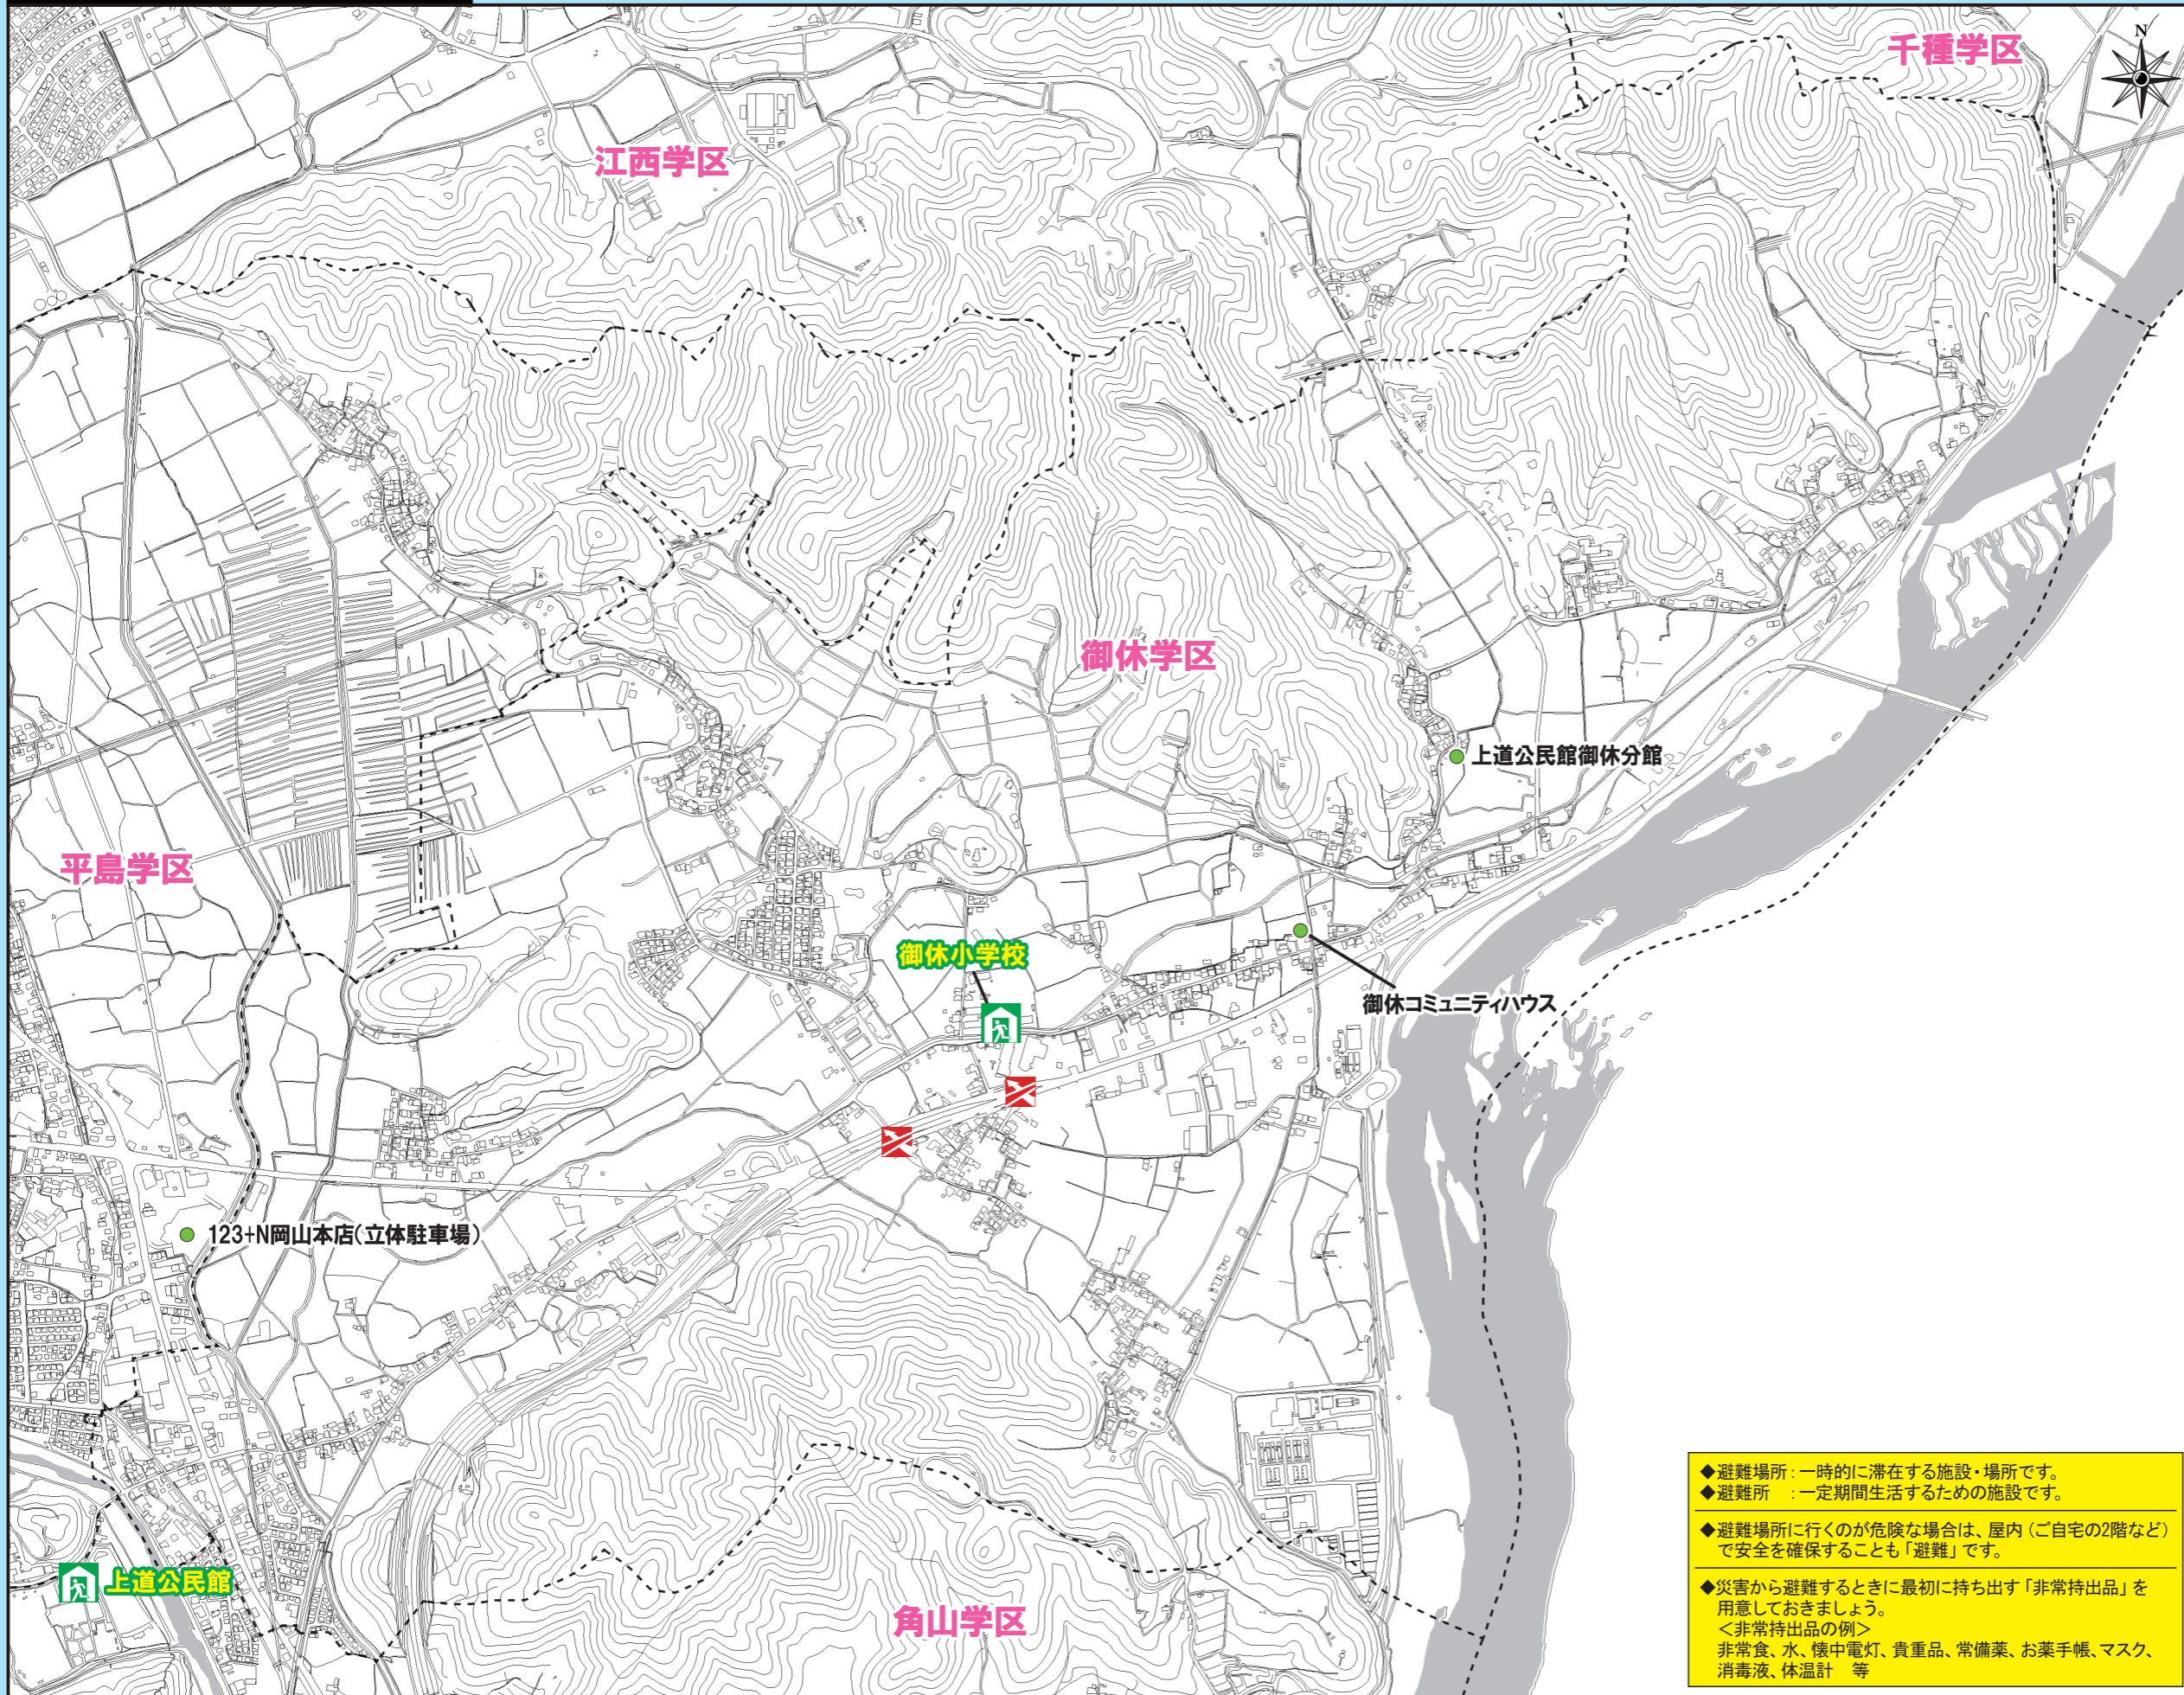 千種学区
N
江西学区
御休学区
上道公民館御休分館
平島学区
御休小学校
御休コミュニティハウス
123+N岡山本店(立体駐車場)
上道公民館
角山学区
◆避難場所:一時的に滞在する施設・場所です。
◆避難所 :一定期間生活するための施設です。
◆避難場所に行くのが危険な場合は、屋内(ご自宅の2階など)
で安全を確保することも「避難」です。
◆災害から避難するときに最初に持ち出す「非常持出品」を
用意しておきましょう。
<非常持出品の例>
非常食、水、懐中電灯、貴重品、常備薬、お薬手帳、マスク、
消毒液、体温計 等